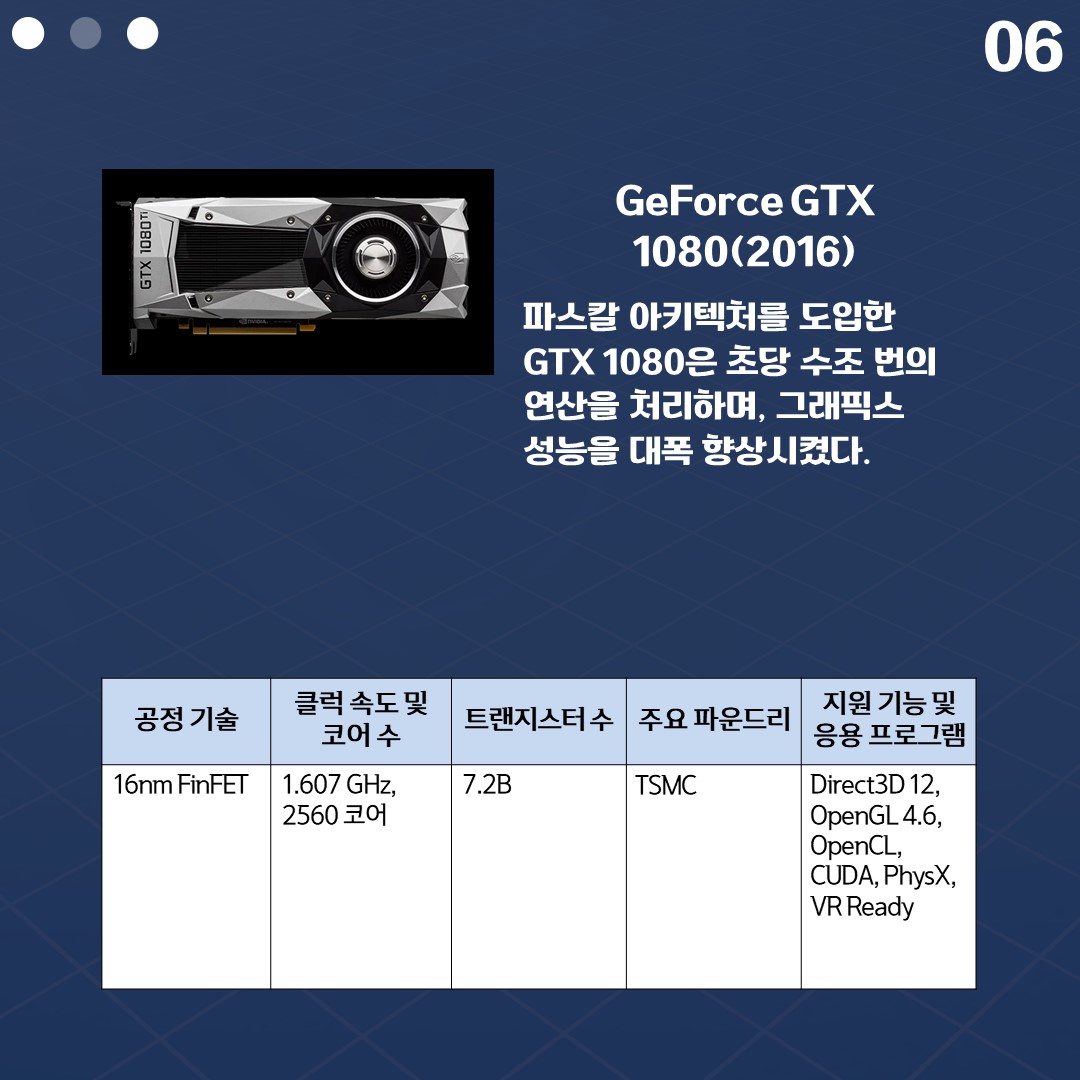 06
GTX 1080 Ti
NVIDIA
GeForce GTX
1080(2016)
파스칼 아키텍처를 도입한
GTX 1080은 초당 수조 번의
연산을 처리하며, 그래픽스
성능을 대폭 향상시켰다.
공정 기술
클럭 속도 및
코어 수
트랜지스터 수
주요 파운드리
지원 기능 및
응용 프로그램
16nm FinFET
1.607 GHz,
2560 코어
7.2B
TSMC
Direct3D 12,
OpenGL 4.6,
OpenCL,
CUDA, PhysX,
VR Ready